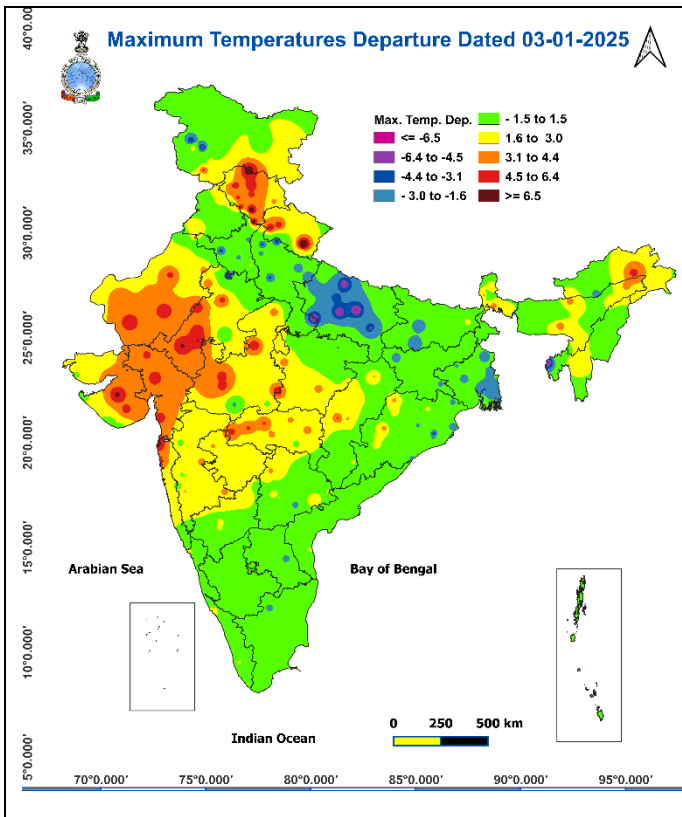 Maximum Temperatures Departure Dated 03-01-2025
Max. Temp. Dep.
<= -6.5
-6.4 to -4.5
-4.4 to -3.1
- 3.0 to -1.6
- 1.5 to 1.5
1.6 to 3.0
3.1 to 4.4
4.5 to 6.4
>= 6.5
40°0.000'
35°0.000'
30°0.000'
25°0.000'
20°0.000'
15°0.000'
10°0.000'
5°0.000'
Arabian Sea
Bay of Bengal
Indian Ocean
0 250 500 km
70°0.000' 75°0.000' 80°0.000' 85°0.000' 90°0.000' 95°0.000'